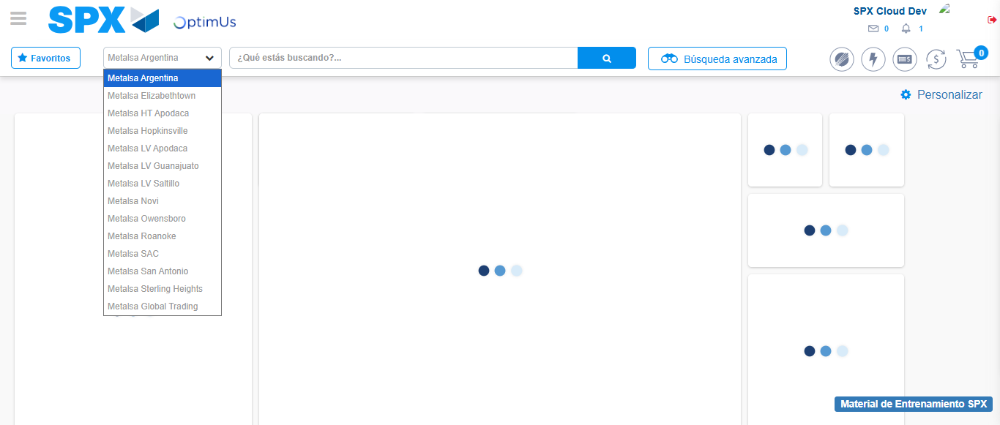 SPX
OptimUs
SPX Cloud Dev
0
1
Favoritos
Metalsa Argentina
¿Qué estás buscando?...
Búsqueda avanzada
$
$
0
Metalsa Argentina
Metalsa Elizabethtown
Metalsa HT Apodaca
Metalsa Hopkinsville
Metalsa LV Apodaca
Metalsa LV Guanajuato
Metalsa LV Saltillo
Metalsa Novi
Metalsa Owensboro
Metalsa Roanoke
Metalsa SAC
Metalsa San Antonio
Metalsa Sterling Heights
Metalsa Global Trading
Personalizar
Material de Entrenamiento SPX